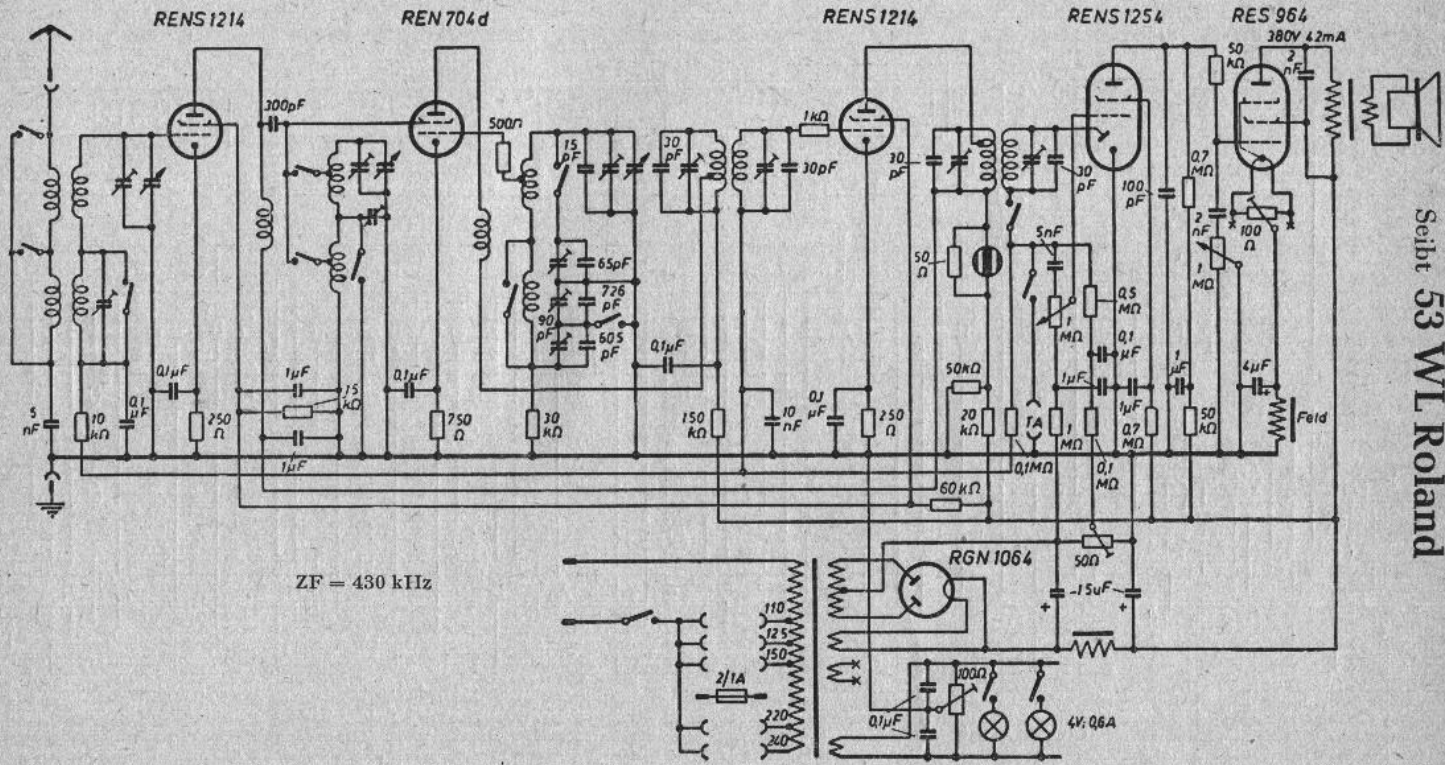 RENS 1214
REN 704 d
RENS 1214
RENS 1254
RES 964
380V 42mA
300pF
500Ω
15 pF
30 pF
30pF
1kΩ
30 pF
30 pF
50 kΩ
2 nF
0,7 MΩ
100 pF
2 nF
100 Ω
1 MΩ
65pF
726 pF
90 pF
605 pF
50 Ω
5nF
1 MΩ
0,5 MΩ
0,1 µF
0,1µF
1µF
15 kΩ
0,1µF
0,1µF
50kΩ
1µF
1µF
1 µF
4µF
+
Feld
5 nF
10 kΩ
0,1 µF
250 Ω
1µF
750 Ω
30 kΩ
150 kΩ
10 nF
0,1 µF
250 Ω
20 kΩ
TA
0,1MΩ
1 MΩ
0,1 MΩ
0,7 MΩ
50 kΩ
60 kΩ
50Ω
RGN 1064
15µF
+
+
ZF = 430 kHz
110
125
150
2/1A
220
240
100Ω
0,1µF
4V; 0,6A
Seibt 53 WL Roland